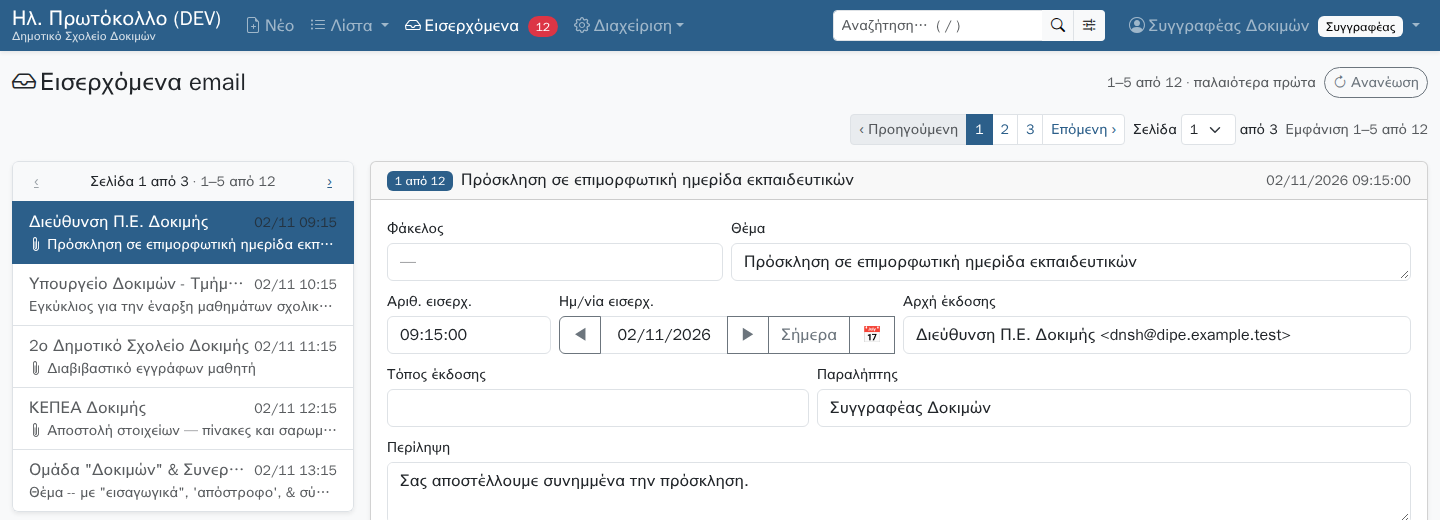 Ηλ. Πρωτόκολλο (DEV)
Δημοτικό Σχολείο Δοκιμών
Νέο
Λίστα
Εισερχόμενα 12
Διαχείριση
Αναζήτηση… ( / )
Συγγραφέας Δοκιμών Συγγραφέας
Εισερχόμενα email
1–5 από 12 · παλαιότερα πρώτα
Ανανέωση
‹ Προηγούμενη 1 2 3 Επόμενη › Σελίδα 1 από 3 Εμφάνιση 1–5 από 12
‹ Σελίδα 1 από 3 · 1–5 από 12 ›
Διεύθυνση Π.Ε. Δοκιμής 02/11 09:15
Πρόσκληση σε επιμορφωτική ημερίδα εκπ…
Υπουργείο Δοκιμών - Τμήμ… 02/11 10:15
Εγκύκλιος για την έναρξη μαθημάτων σχολικ…
2ο Δημοτικό Σχολείο Δοκιμής 02/11 11:15
Διαβιβαστικό εγγράφων μαθητή
ΚΕΠΕΑ Δοκιμής 02/11 12:15
Αποστολή στοιχείων — πίνακες και σαρωμ…
Ομάδα "Δοκιμών" & Συνερ… 02/11 13:15
Θέμα -- με "εισαγωγικά", 'απόστροφο', & σύ…
1 από 12 Πρόσκληση σε επιμορφωτική ημερίδα εκπαιδευτικών 02/11/2026 09:15:00
Φάκελος
—
Θέμα
Πρόσκληση σε επιμορφωτική ημερίδα εκπαιδευτικών
Αριθ. εισερχ.
09:15:00
Ημ/νία εισερχ.
◀ 02/11/2026 ▶ Σήμερα
Αρχή έκδοσης
Διεύθυνση Π.Ε. Δοκιμής <dnsh@dipe.example.test>
Τόπος έκδοσης
Παραλήπτης
Συγγραφέας Δοκιμών
Περίληψη
Σας αποστέλλουμε συνημμένα την πρόσκληση.